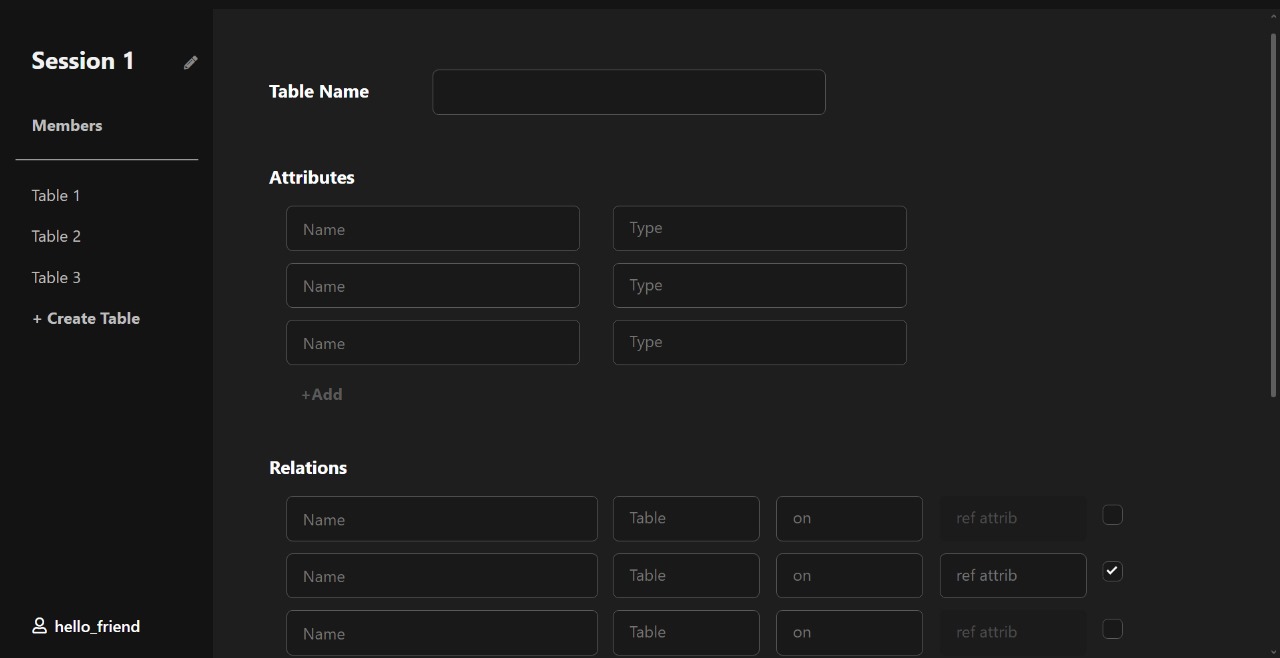 Session 1
Members
Table 1
Table 2
Table 3
+ Create Table
hello_friend
Table Name
Attributes
Name Type
Name Type
Name Type
+Add
Relations
Name Table on ref attrib
Name Table on ref attrib
Name Table on ref attrib